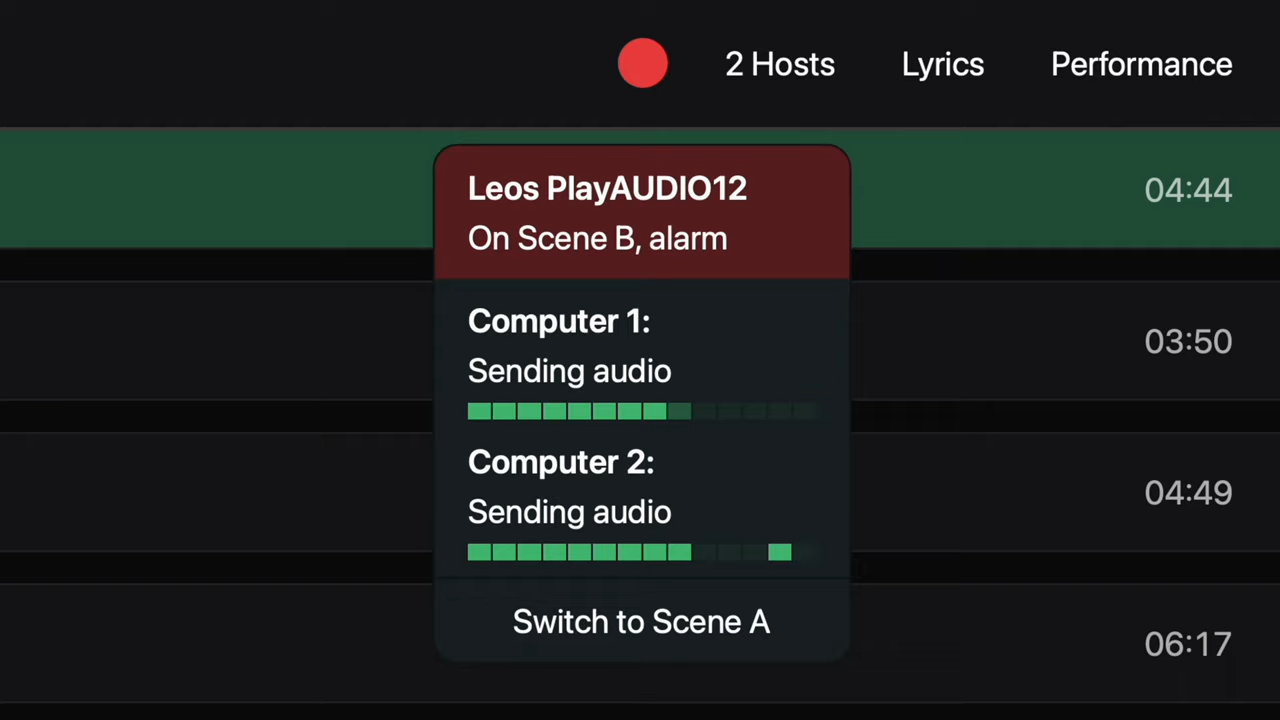 2 Hosts Lyrics Performance
04:44
Leos PlayAUDIO12
On Scene B, alarm
Computer 1:
Sending audio
03:50
Computer 2:
Sending audio
04:49
Switch to Scene A
06:17